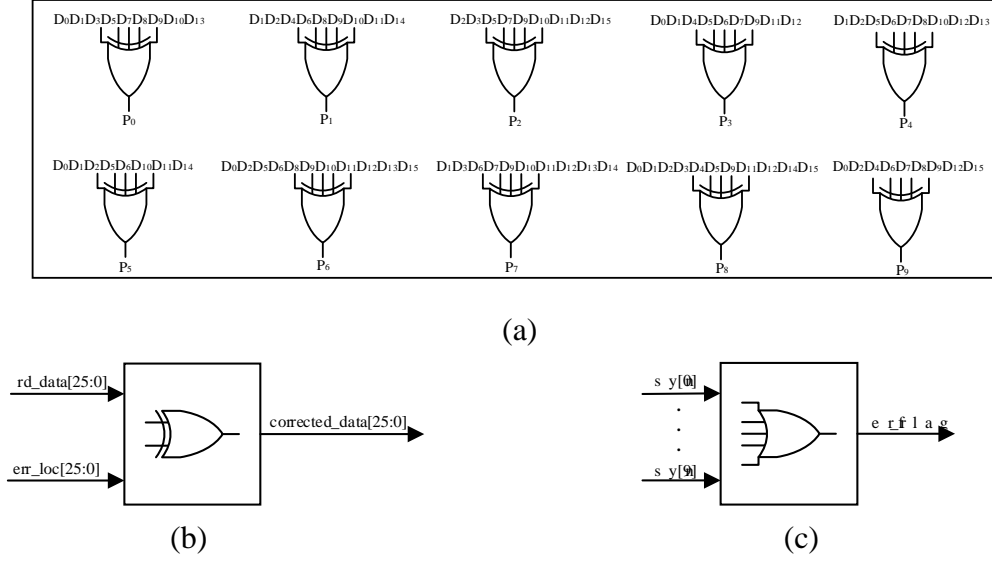 D₀D₁D₃D₅D₇D₈D₉D₁₀D₁₃
D₁D₂D₄D₆D₈D₉D₁₀D₁₁D₁₄
D₂D₃D₅D₇D₉D₁₀D₁₁D₁₂D₁₅
D₀D₁D₄D₅D₆D₇D₉D₁₁D₁₂
D₁D₂D₅D₆D₇D₈D₁₀D₁₂D₁₃
P₀
P₁
P₂
P₃
P₄
D₀D₁D₂D₅D₆D₁₀D₁₁D₁₄
D₀D₂D₅D₆D₈D₉D₁₀D₁₁D₁₂D₁₃D₁₅
D₁D₃D₆D₇D₉D₁₀D₁₁D₁₂D₁₃D₁₄
D₀D₁D₂D₃D₄D₅D₉D₁₁D₁₂D₁₄D₁₅
D₀D₂D₄D₆D₇D₈D₉D₁₂D₁₅
P₅
P₆
P₇
P₈
P₉
(a)
rd_data[25:0]
err_loc[25:0]
corrected_data[25:0]
(b)
(c)